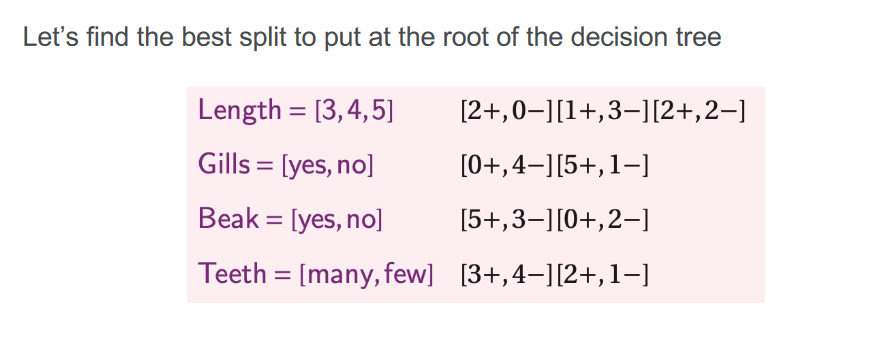 Let's find the best split to put at the root of the decision tree
Length = [3,4,5] [2+,0−][1+,3−][2+,2−]
Gills = [yes,no] [0+,4−][5+,1−]
Beak = [yes,no] [5+,3−][0+,2−]
Teeth = [many,few] [3+,4−][2+,1−]